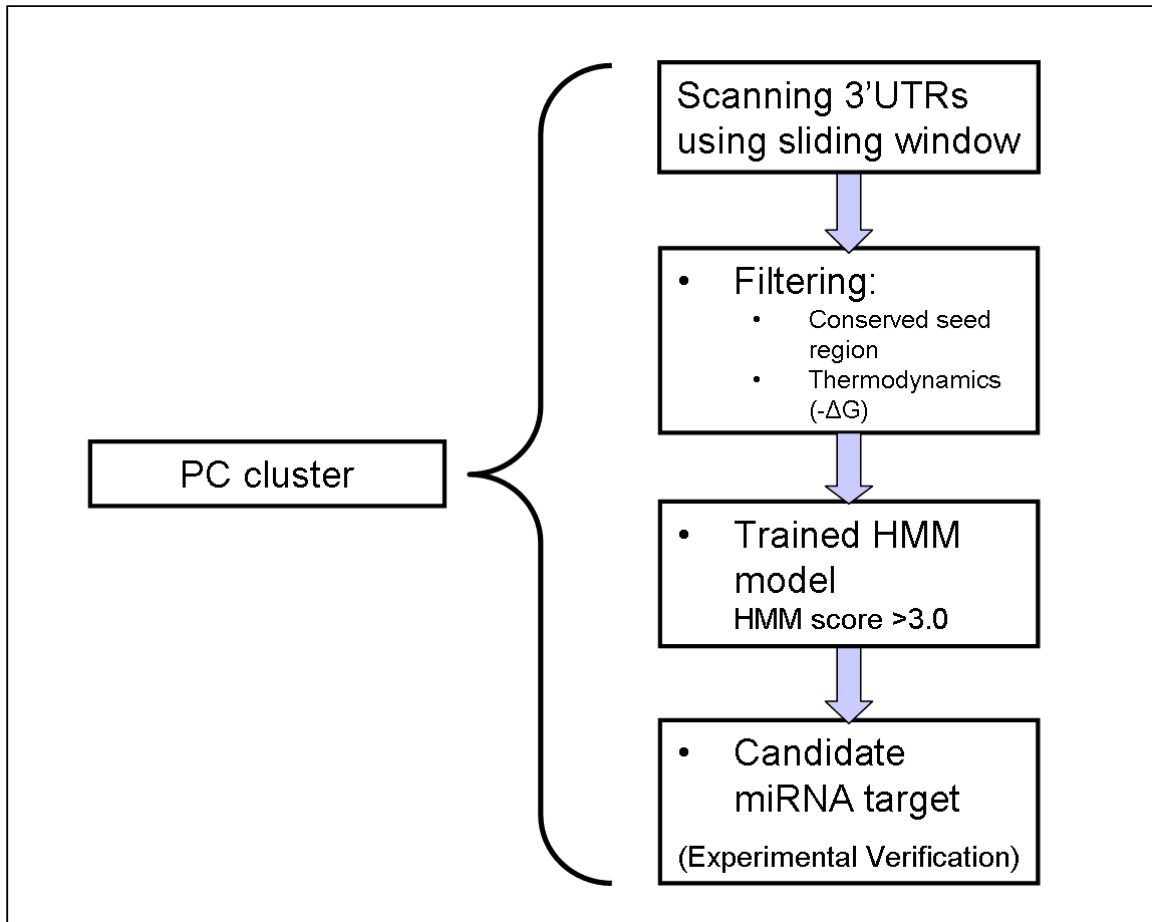 Scanning 3'UTRs
using sliding window
• Filtering:
• Conserved seed
region
• Thermodynamics
(-ΔG)
PC cluster
• Trained HMM
model
HMM score >3.0
• Candidate
miRNA target
(Experimental Verification)